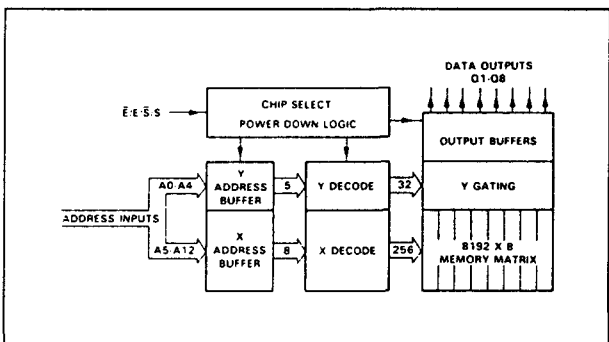 DATA OUTPUTS
Q1-Q8
Ē·E·S̄·S
CHIP SELECT
POWER DOWN LOGIC
OUTPUT BUFFERS
A0-A4
Y
ADDRESS
BUFFER
5
Y DECODE
32
Y GATING
ADDRESS INPUTS
A5-A12
X
ADDRESS
BUFFER
8
X DECODE
256
8192 X 8
MEMORY MATRIX